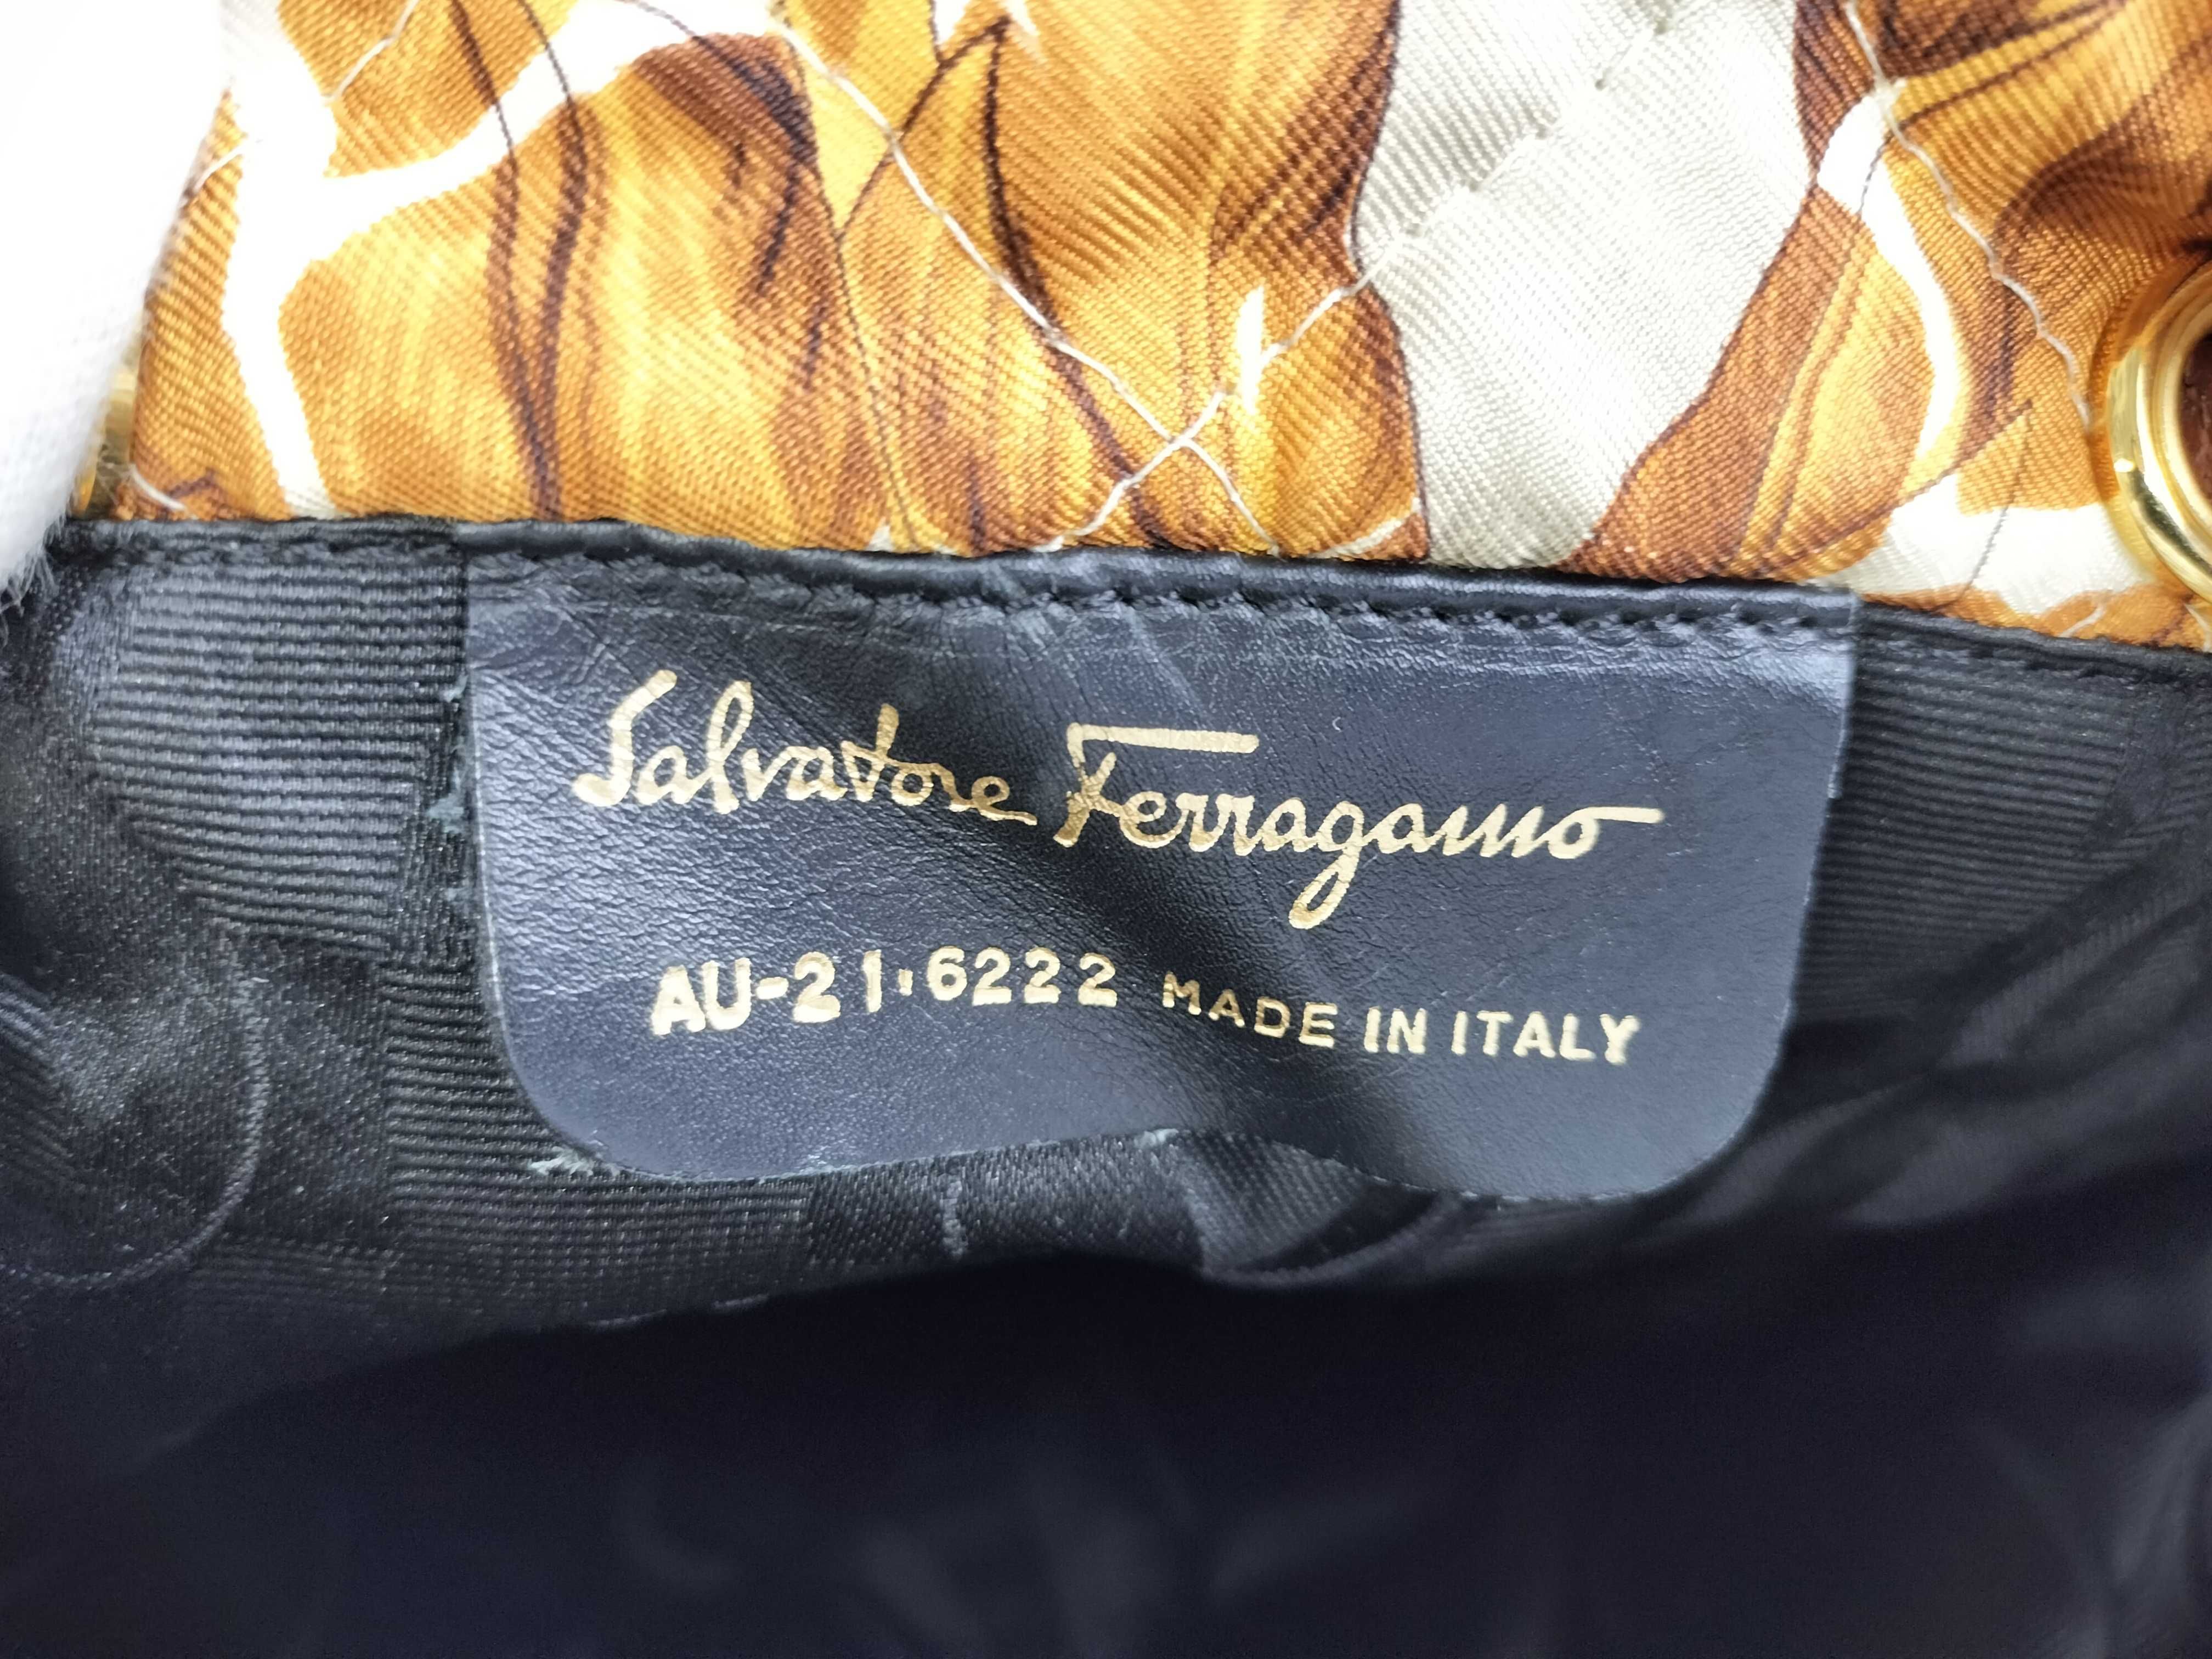 Salvatore Ferragamo
AU-21·6222 MADE IN ITALY